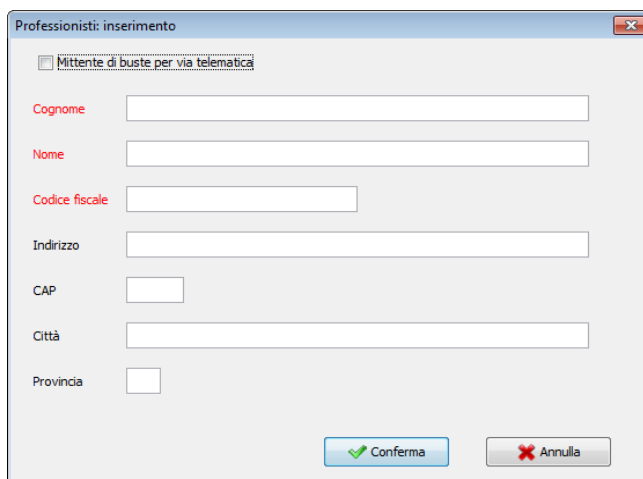 Professionisti: inserimento
Mittente di buste per via telematica
Cognome
Nome
Codice fiscale
Indirizzo
CAP
Città
Provincia
Conferma
Annulla